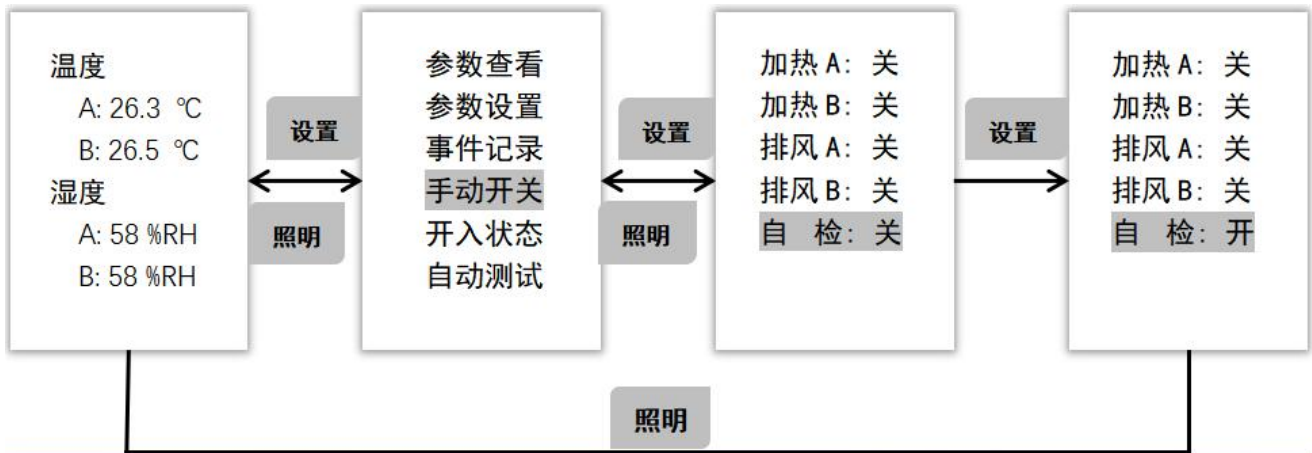 温度
A: 26.3 ℃
B: 26.5 ℃
湿度
A: 58 %RH
B: 58 %RH
设置
照明
参数查看
参数设置
事件记录
手动开关
开入状态
自动测试
设置
照明
加热 A: 关
加热 B: 关
排风 A: 关
排风 B: 关
自 检: 关
设置
加热 A: 关
加热 B: 关
排风 A: 关
排风 B: 关
自 检: 开
照明